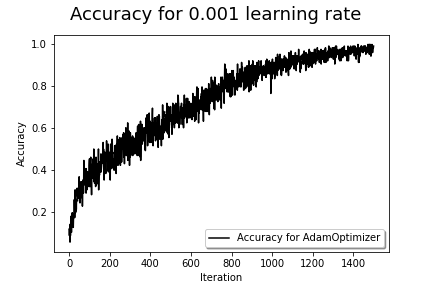 Accuracy for 0.001 learning rate
1.0
0.8
0.6
0.4
0.2
Accuracy
Accuracy for AdamOptimizer
0 200 400 600 800 1000 1200 1400
Iteration